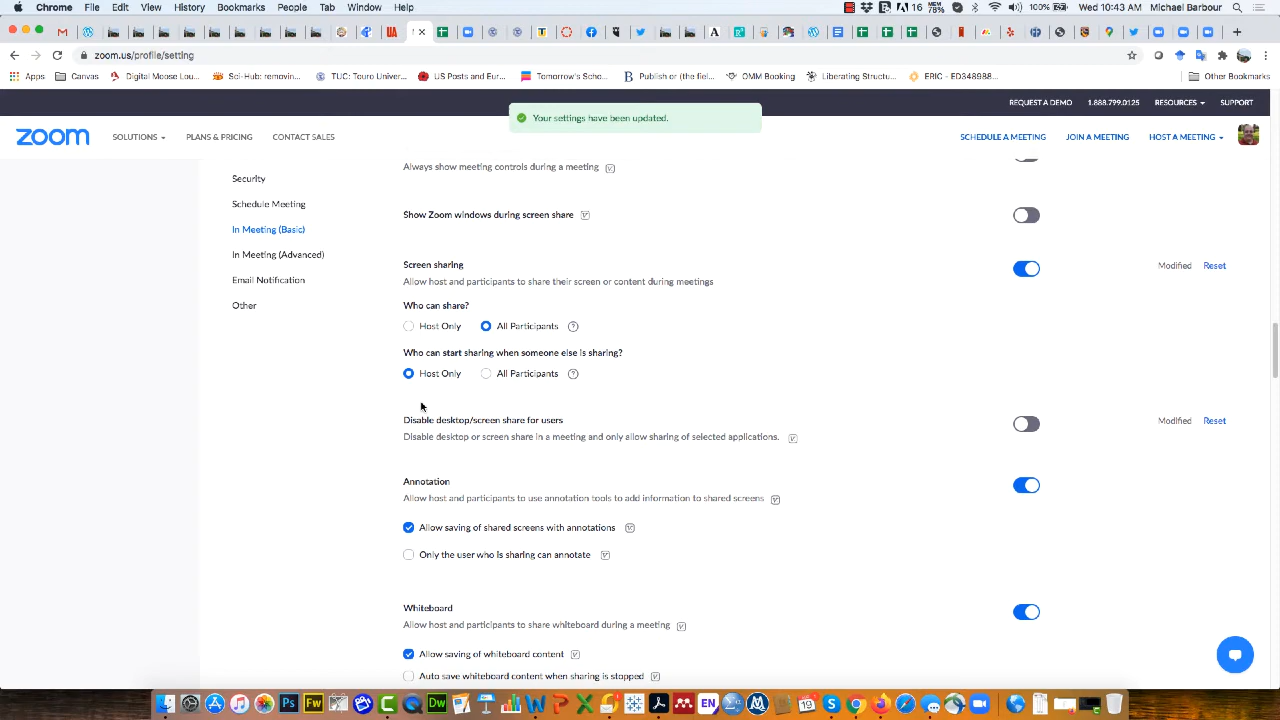 Chrome File Edit View History Bookmarks People Tab Window Help 16 MEM 78% 100% Wed 10:43 AM Michael Barbour
zoom.us/profile/setting
Apps Canvas Digital Moose Lou... Sci-Hub: removin... TUC: Touro Univer... US Posts and Eur... Tomorrow's Scho... Publish or (the fiel... OMM Booking Liberating Structu... ERIC - ED348988... Other Bookmarks
REQUEST A DEMO 1.888.799.0125 RESOURCES SUPPORT
Your settings have been updated.
zoom SOLUTIONS PLANS & PRICING CONTACT SALES SCHEDULE A MEETING JOIN A MEETING HOST A MEETING
Security
Schedule Meeting
In Meeting (Basic)
In Meeting (Advanced)
Email Notification
Other
Always show meeting controls during a meeting
Show Zoom windows during screen share
Screen sharing Modified Reset
Allow host and participants to share their screen or content during meetings
Who can share?
Host Only All Participants ?
Who can start sharing when someone else is sharing?
Host Only All Participants ?
Disable desktop/screen share for users Modified Reset
Disable desktop or screen share in a meeting and only allow sharing of selected applications.
Annotation
Allow host and participants to use annotation tools to add information to shared screens
Allow saving of shared screens with annotations
Only the user who is sharing can annotate
Whiteboard
Allow host and participants to share whiteboard during a meeting
Allow saving of whiteboard content
Auto save whiteboard content when sharing is stopped